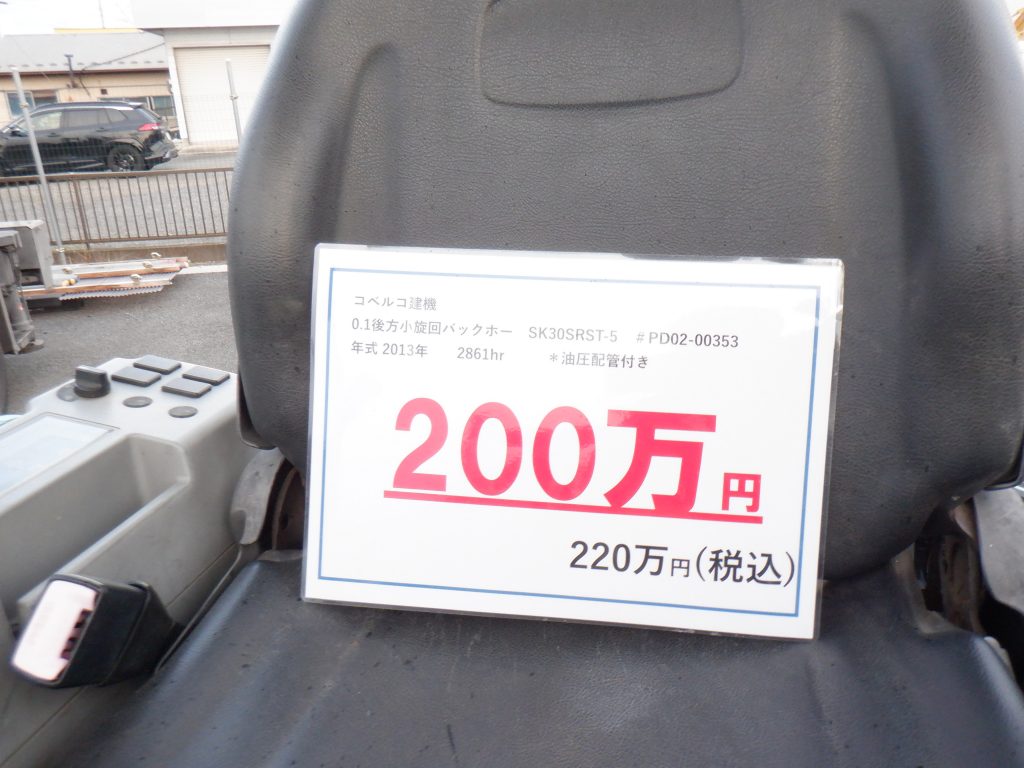 コベルコ建機
0.1後方小旋回バックホー　SK30SRST-5　＃PD02-00353
年式 2013年　2861hr　＊油圧配管付き
200万円
220万円(税込)